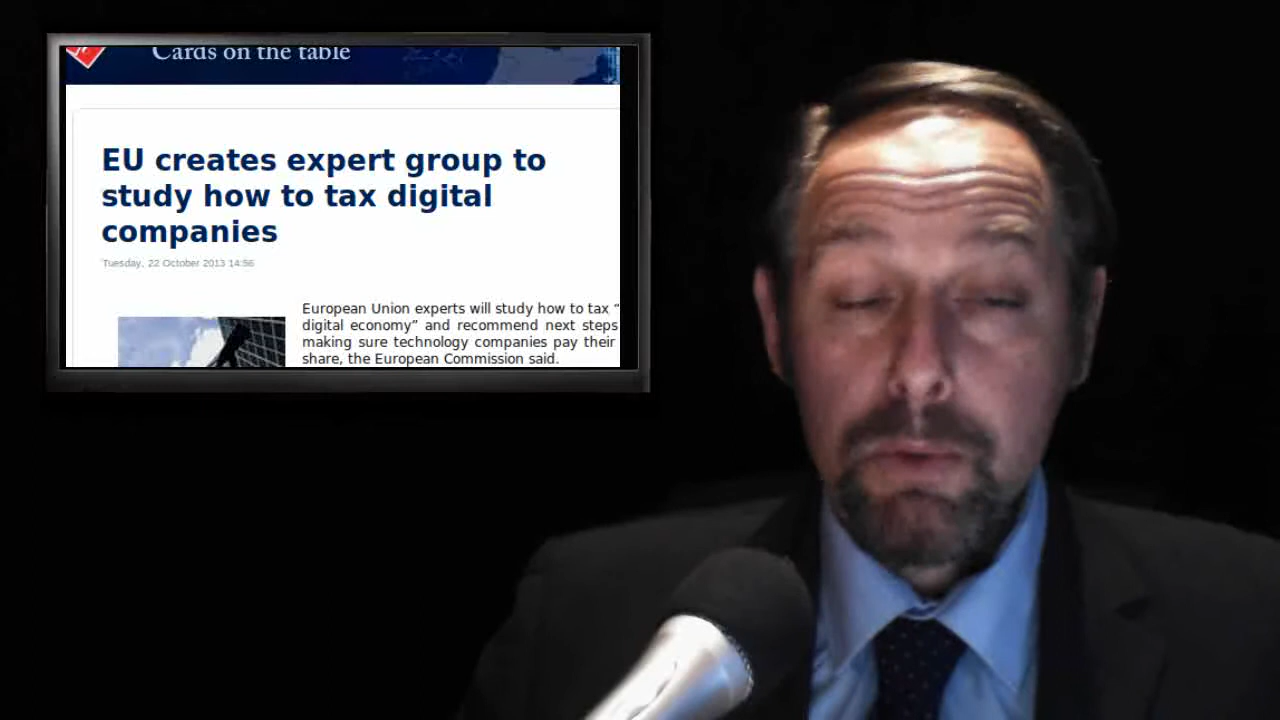 Cards on the table
EU creates expert group to
study how to tax digital
companies
Tuesday, 22 October 2013 14:56
European Union experts will study how to tax “
digital economy” and recommend next steps
making sure technology companies pay their
share, the European Commission said.